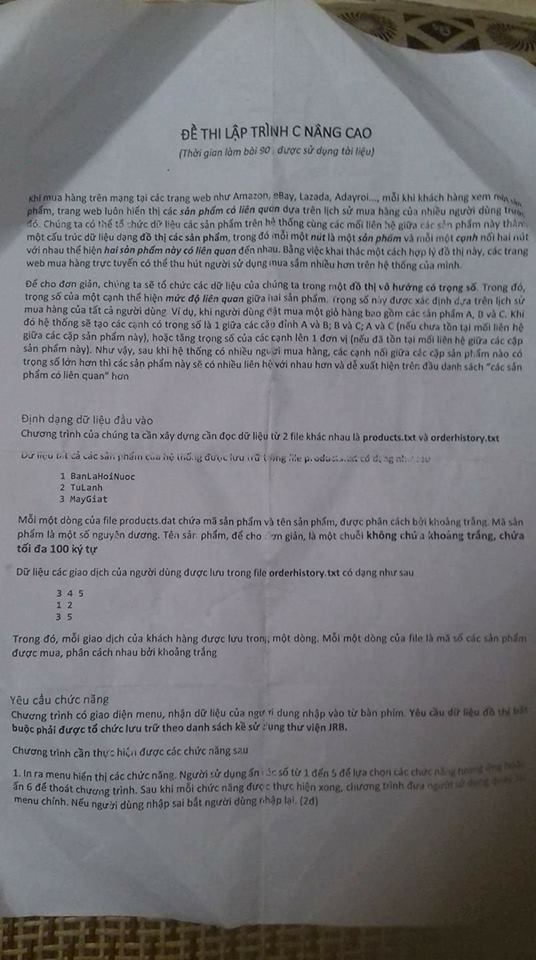 ĐỀ THI LẬP TRÌNH C NÂNG CAO
(Thời gian làm bài 90 , được sử dụng tài liệu)
Khi mua hàng trên mạng tại các trang web như Amazon, eBay, Lazada, Adayroi..., mỗi khi khách hàng xem
phẩm, trang web luôn hiển thị các sản phẩm có liên quan dựa trên lịch sử mua hàng của nhiều người dùng trước
đó. Chúng ta có thể tổ chức dữ liệu các sản phẩm trên hệ thống cùng các mối liên hệ giữa các sản phẩm này
một cấu trúc dữ liệu dạng đồ thị các sản phẩm, trong đó mỗi một nút là một sản phẩm và mỗi một cạnh nối hai nút
với nhau thể hiện hai sản phẩm này có liên quan đến nhau. Bằng việc khai thác một cách hợp lý đồ thị này, các trang
web mua hàng trực tuyến có thể thu hút người sử dụng mua sắm nhiều hơn trên hệ thống của mình.
Để cho đơn giản, chúng ta sẽ tổ chức các dữ liệu của chúng ta trong một đồ thị vô hướng có trọng số. Trong đó,
trọng số của một cạnh thể hiện mức độ liên quan giữa hai sản phẩm. Trọng số này được xác định dựa trên lịch sử
mua hàng của tất cả người dùng. Ví dụ, khi người dùng đặt mua một giỏ hàng bao gồm các sản phẩm A, B và C. Khi
đó hệ thống sẽ tạo các cạnh có trọng số là 1 giữa các cặp đỉnh A và B; B và C; A và C (nếu chưa tồn tại mối liên hệ
giữa các cặp sản phẩm này), hoặc tăng trọng số của các cạnh lên 1 đơn vị (nếu đã tồn tại mối liên hệ giữa các cặp
sản phẩm này). Như vậy, sau khi hệ thống có nhiều người mua hàng, các cạnh nối giữa các cặp sản phẩm nào có
trọng số lớn hơn thì các sản phẩm này sẽ có nhiều liên hệ với nhau hơn và dễ xuất hiện trên đầu danh sách "các sản
phẩm có liên quan" hơn
Định dạng dữ liệu đầu vào
Chương trình của chúng ta cần xây dựng cần đọc dữ liệu từ 2 file khác nhau là products.txt và orderhistory.txt
Dữ liệu tất cả các sản phẩm của hệ thống được lưu trữ trong file products.txt có dạng như sau
1 BanLaHoiNuoc
2 TuLanh
3 MayGiat
Mỗi một dòng của file products.dat chứa mã sản phẩm và tên sản phẩm, được phân cách bởi khoảng trắng. Mã sản
phẩm là một số nguyên dương. Tên sản phẩm, để cho đơn giản, là một chuỗi không chứa khoảng trắng, chứa
tối đa 100 ký tự
Dữ liệu các giao dịch của người dùng được lưu trong file orderhistory.txt có dạng như sau
3 4 5
1 2
3 5
Trong đó, mỗi giao dịch của khách hàng được lưu trong một dòng. Mỗi một dòng của file là mã số các sản phẩm
được mua, phân cách nhau bởi khoảng trắng
Yêu cầu chức năng
Chương trình có giao diện menu, nhận dữ liệu của người dùng nhập vào từ bàn phím. Yêu cầu dữ liệu đồ thị bắt
buộc phải được tổ chức lưu trữ theo danh sách kề sử dụng thư viện JRB.
Chương trình cần thực hiện được các chức năng sau
1. In ra menu hiển thị các chức năng. Người sử dụng ấn các số từ 1 đến 5 để lựa chọn các chức năng tương ứng hoặc
ấn 6 để thoát chương trình. Sau khi mỗi chức năng được thực hiện xong, chương trình đưa người sử dụng quay
menu chính. Nếu người dùng nhập sai bắt người dùng nhập lại. (2đ)